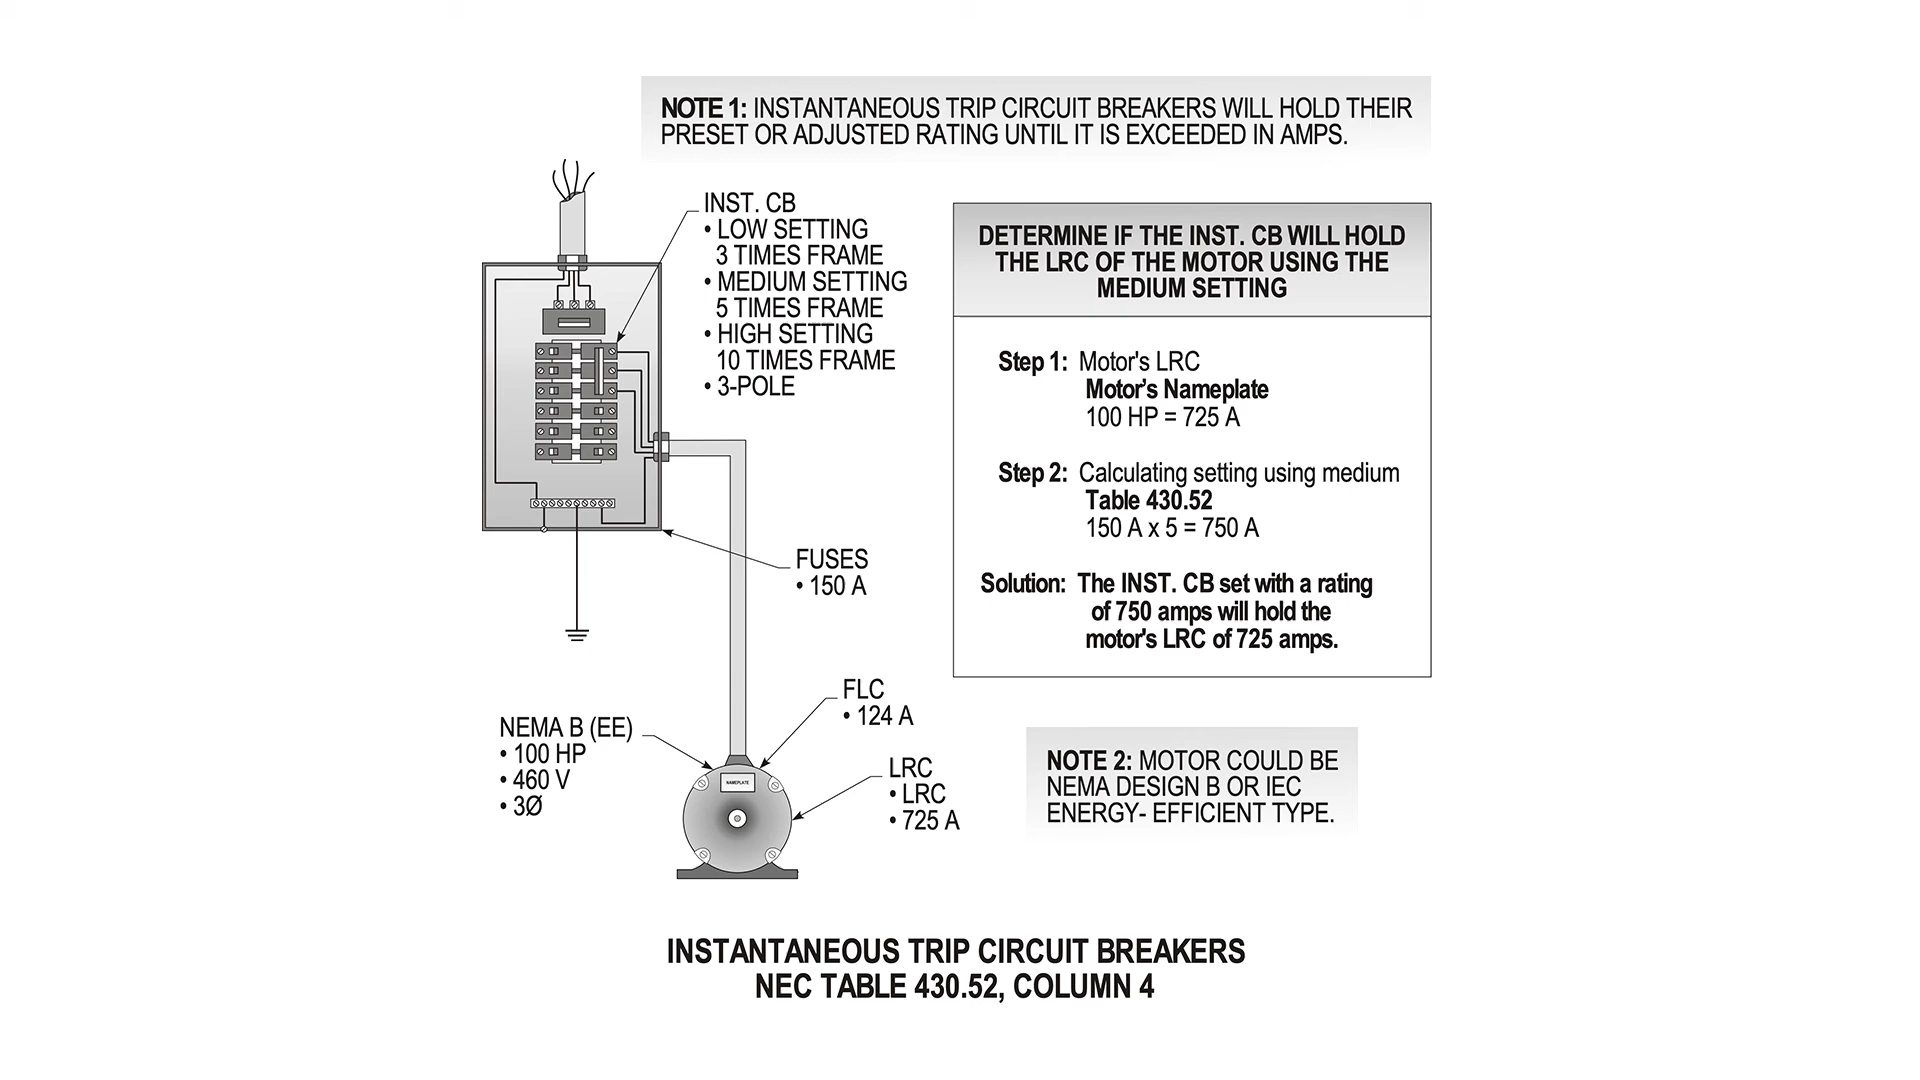 NOTE 1: INSTANTANEOUS TRIP CIRCUIT BREAKERS WILL HOLD THEIR
PRESET OR ADJUSTED RATING UNTIL IT IS EXCEEDED IN AMPS.
INST. CB
• LOW SETTING
3 TIMES FRAME
• MEDIUM SETTING
5 TIMES FRAME
• HIGH SETTING
10 TIMES FRAME
• 3-POLE
FUSES
• 150 A
DETERMINE IF THE INST. CB WILL HOLD
THE LRC OF THE MOTOR USING THE
MEDIUM SETTING
Step 1: Motor's LRC
Motor’s Nameplate
100 HP = 725 A
Step 2: Calculating setting using medium
Table 430.52
150 A x 5 = 750 A
Solution: The INST. CB set with a rating
of 750 amps will hold the
motor's LRC of 725 amps.
NEMA B (EE)
• 100 HP
• 460 V
• 3Ø
FLC
• 124 A
NAMEPLATE
LRC
• LRC
• 725 A
NOTE 2: MOTOR COULD BE
NEMA DESIGN B OR IEC
ENERGY- EFFICIENT TYPE.
INSTANTANEOUS TRIP CIRCUIT BREAKERS
NEC TABLE 430.52, COLUMN 4